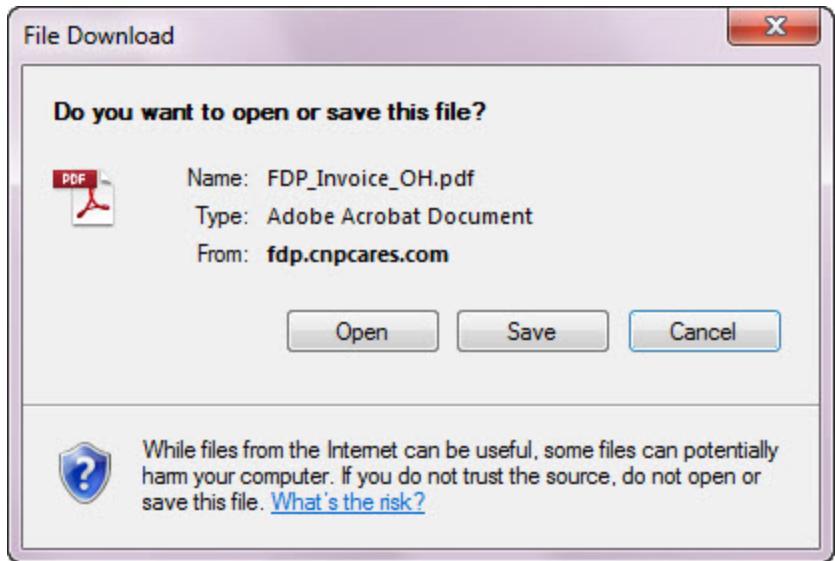 File Download
Do you want to open or save this file?
PDF
Name: FDP_Invoice_OH.pdf
Type: Adobe Acrobat Document
From: fdp.cnpcares.com
Open Save Cancel
While files from the Internet can be useful, some files can potentially
harm your computer. If you do not trust the source, do not open or
save this file. What's the risk?